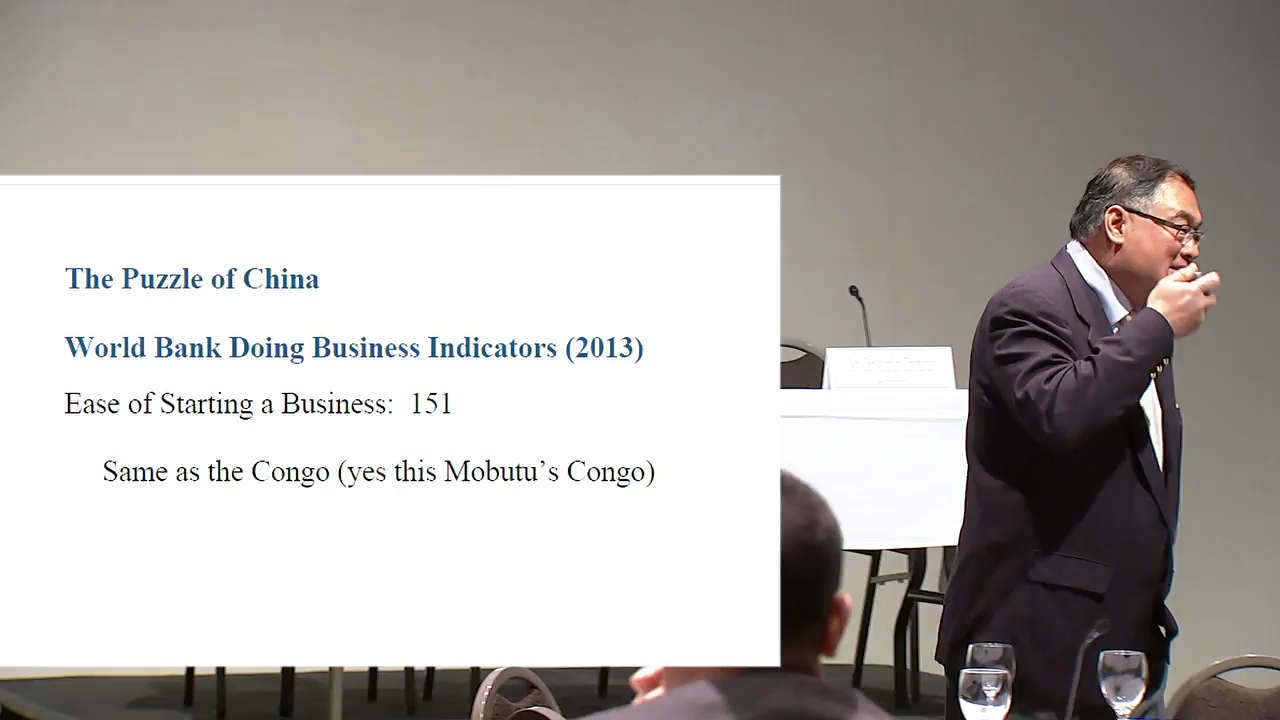 The Puzzle of China
World Bank Doing Business Indicators (2013)
Ease of Starting a Business:  151
Same as the Congo (yes this Mobutu’s Congo)